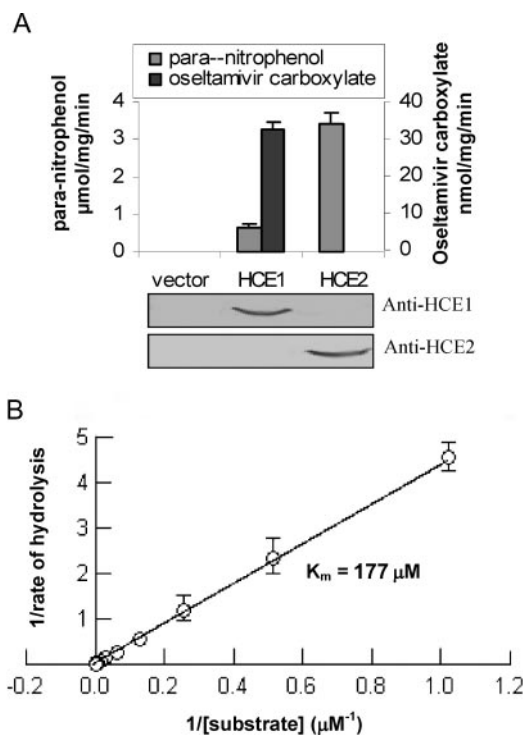 A
para--nitrophenol
oseltamivir carboxylate
para-nitrophenol
µmol/mg/min
4
3
2
1
0
40
30
20
10
0
Oseltamivir carboxylate
nmol/mg/min
vector HCE1 HCE2
Anti-HCE1
Anti-HCE2
B
1/rate of hydrolysis
5
4
3
2
1
Km = 177 µM
-0.2 0.0 0.2 0.4 0.6 0.8 1.0 1.2
1/[substrate] (µM⁻¹)